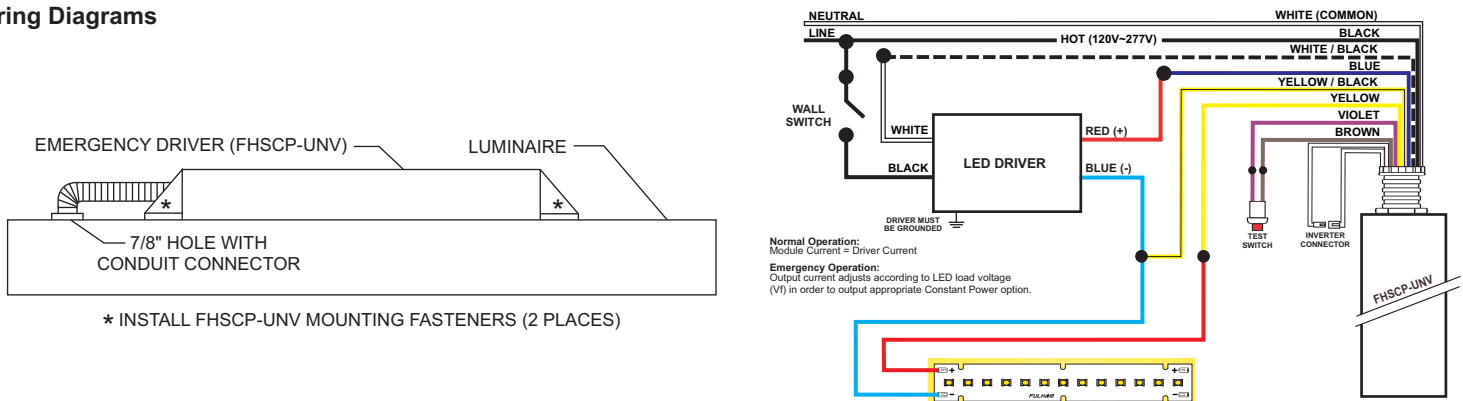 ring Diagrams
EMERGENCY DRIVER (FHSCP-UNV)
LUMINAIRE
*
*
7/8" HOLE WITH
CONDUIT CONNECTOR
* INSTALL FHSCP-UNV MOUNTING FASTENERS (2 PLACES)
NEUTRAL
WHITE (COMMON)
LINE
BLACK
HOT (120V~277V)
WHITE / BLACK
BLUE
YELLOW / BLACK
YELLOW
VIOLET
BROWN
WALL
SWITCH
WHITE
BLACK
LED DRIVER
RED (+)
BLUE (-)
DRIVER MUST
BE GROUNDED
TEST
SWITCH
INVERTER
CONNECTOR
FHSCP-UNV
Normal Operation:
Module Current = Driver Current
Emergency Operation:
Output current adjusts according to LED load voltage
(Vf) in order to output appropriate Constant Power option.
+
+
-
-
FULHAM